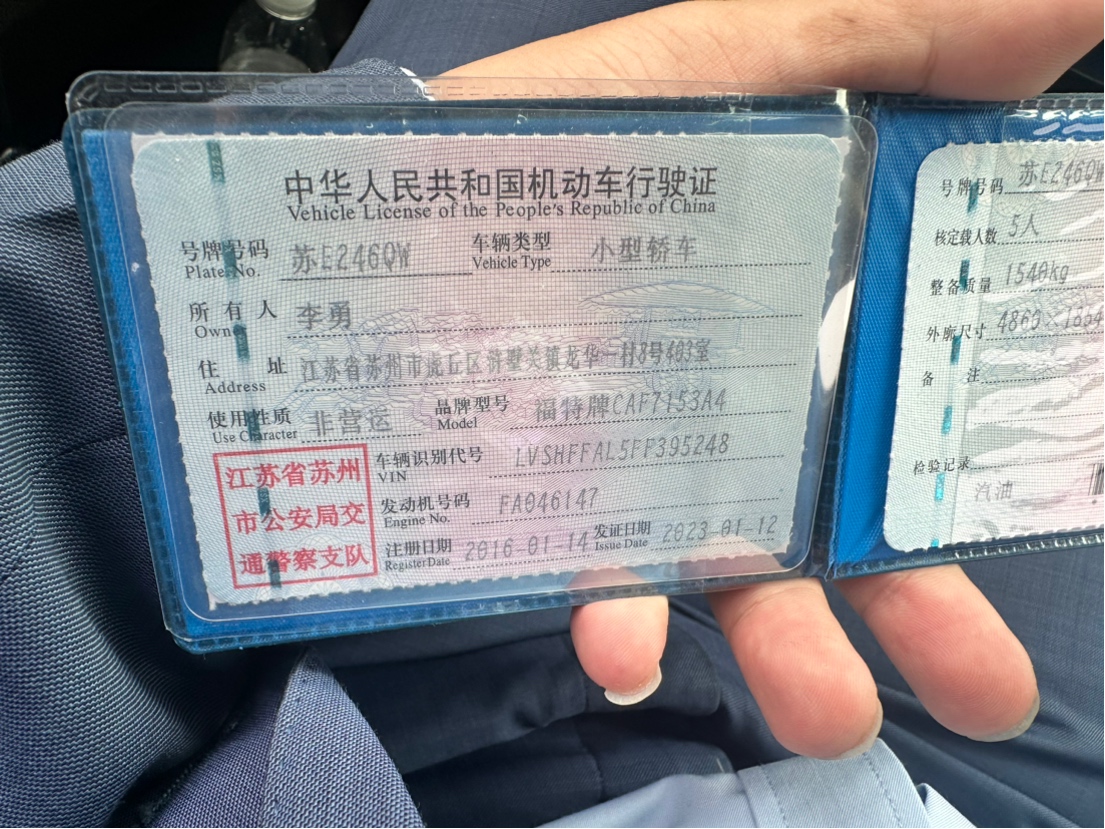 中华人民共和国机动车行驶证
Vehicle License of the People's Republic of China
号牌号码 苏E246QW 车辆类型 小型轿车
Plate No. Vehicle Type
所有人 李勇
Owner
住址 江苏省苏州市虎丘区浒墅关镇龙华一村8号403室
Address
使用性质 非营运 品牌型号 福特牌CAF7153A4
Use Character Model
江苏省苏州
市公安局交
通警察支队
车辆识别代号 LVSHFFAL5FF395248
VIN
发动机号码 FA046147
Engine No.
注册日期 2016-01-14 发证日期 2023-01-12
Register Date Issue Date
号牌号码 苏E246QW
核定载人数 5人
整备质量 1540kg
外廓尺寸 4865×
备注
检验记录
汽油